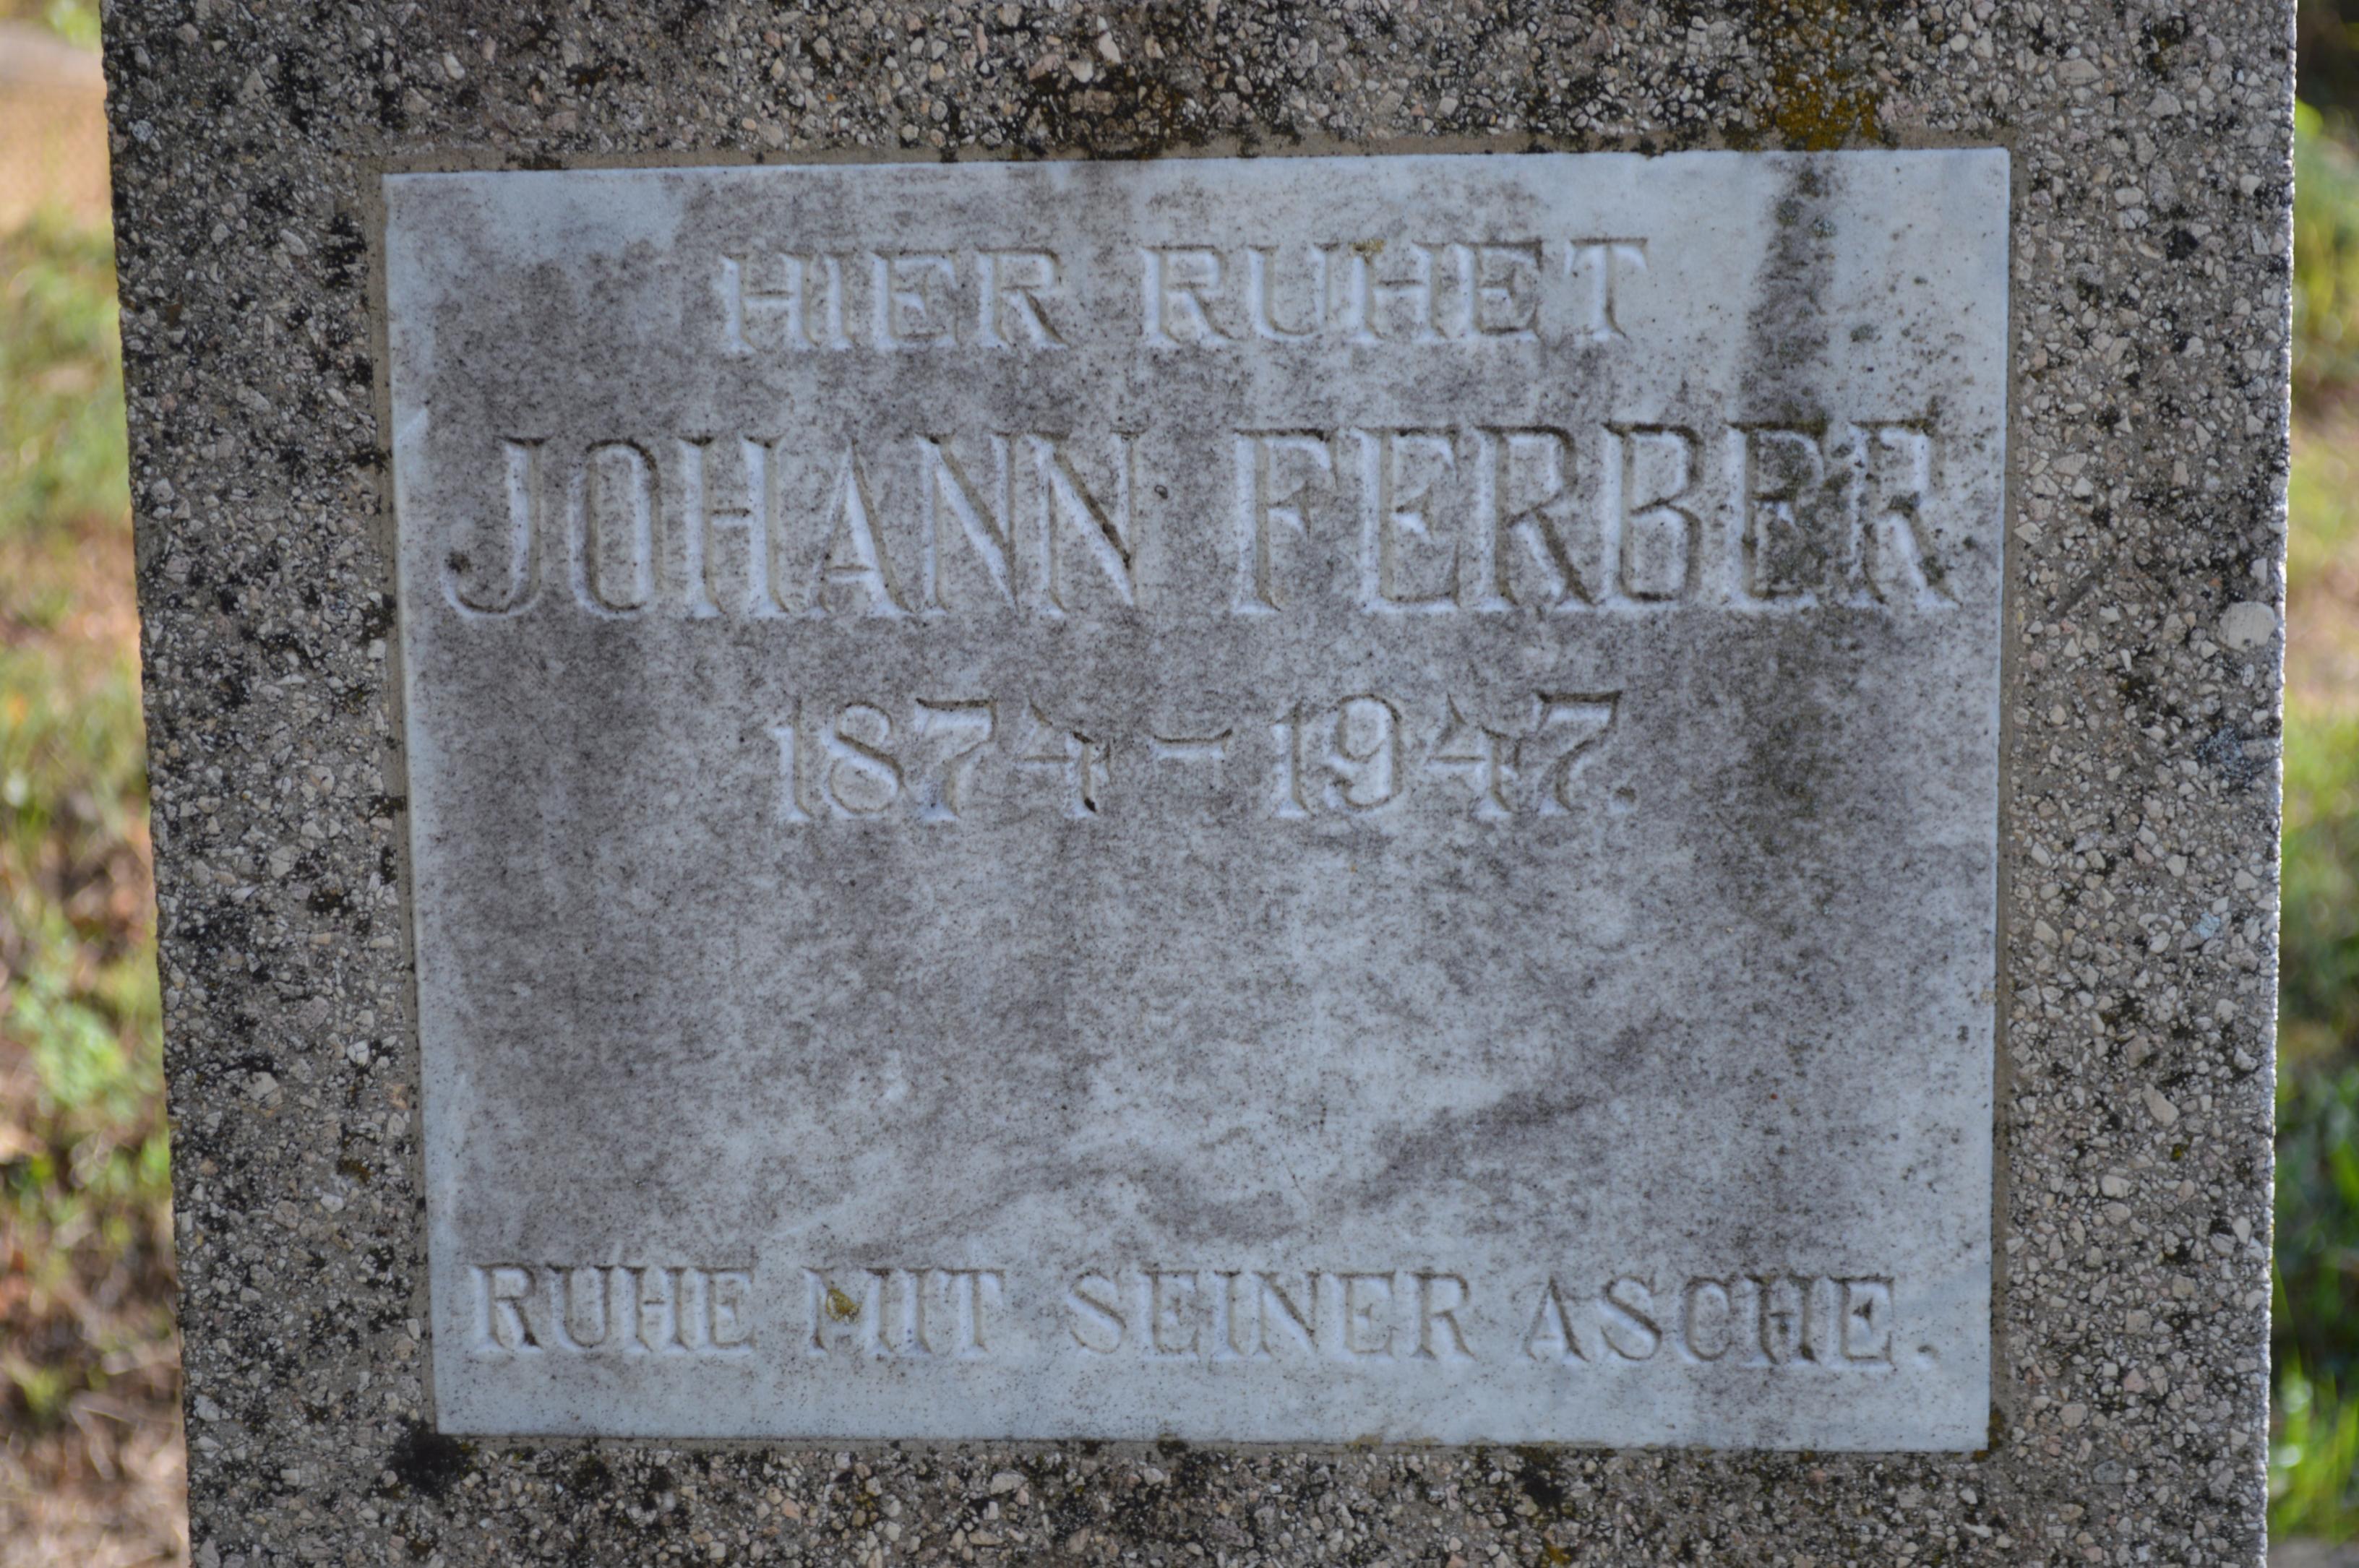 HIER RUHET
JOHANN FERBER
1874 – 1947.
RUHE MIT SEINER ASCHE.